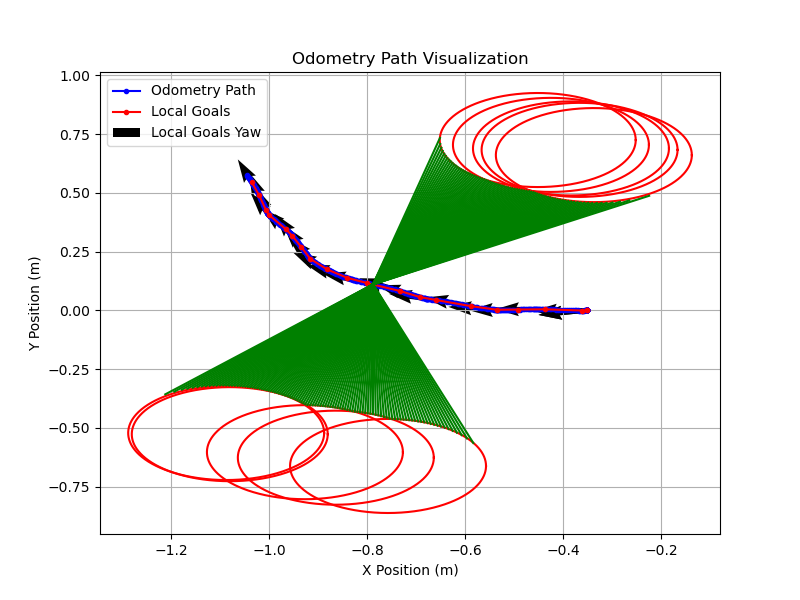 Odometry Path Visualization
Odometry Path
Local Goals
Local Goals Yaw
Y Position (m)
1.00
0.75
0.50
0.25
0.00
−0.25
−0.50
−0.75
−1.2
−1.0
−0.8
−0.6
−0.4
−0.2
X Position (m)